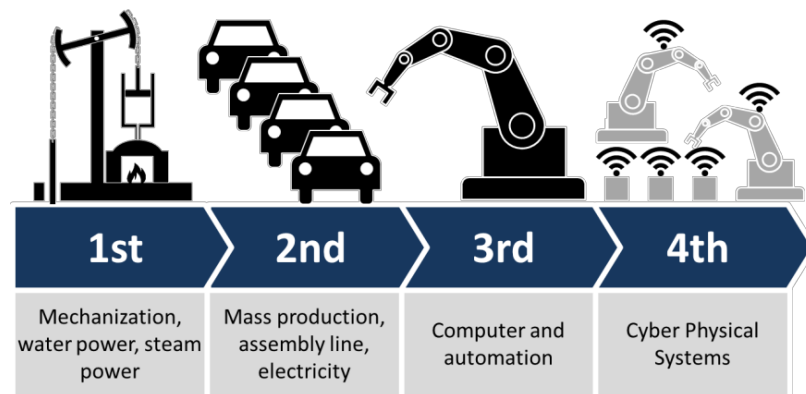 1st
2nd
3rd
4th
Mechanization,
water power, steam
power
Mass production,
assembly line,
electricity
Computer and
automation
Cyber Physical
Systems